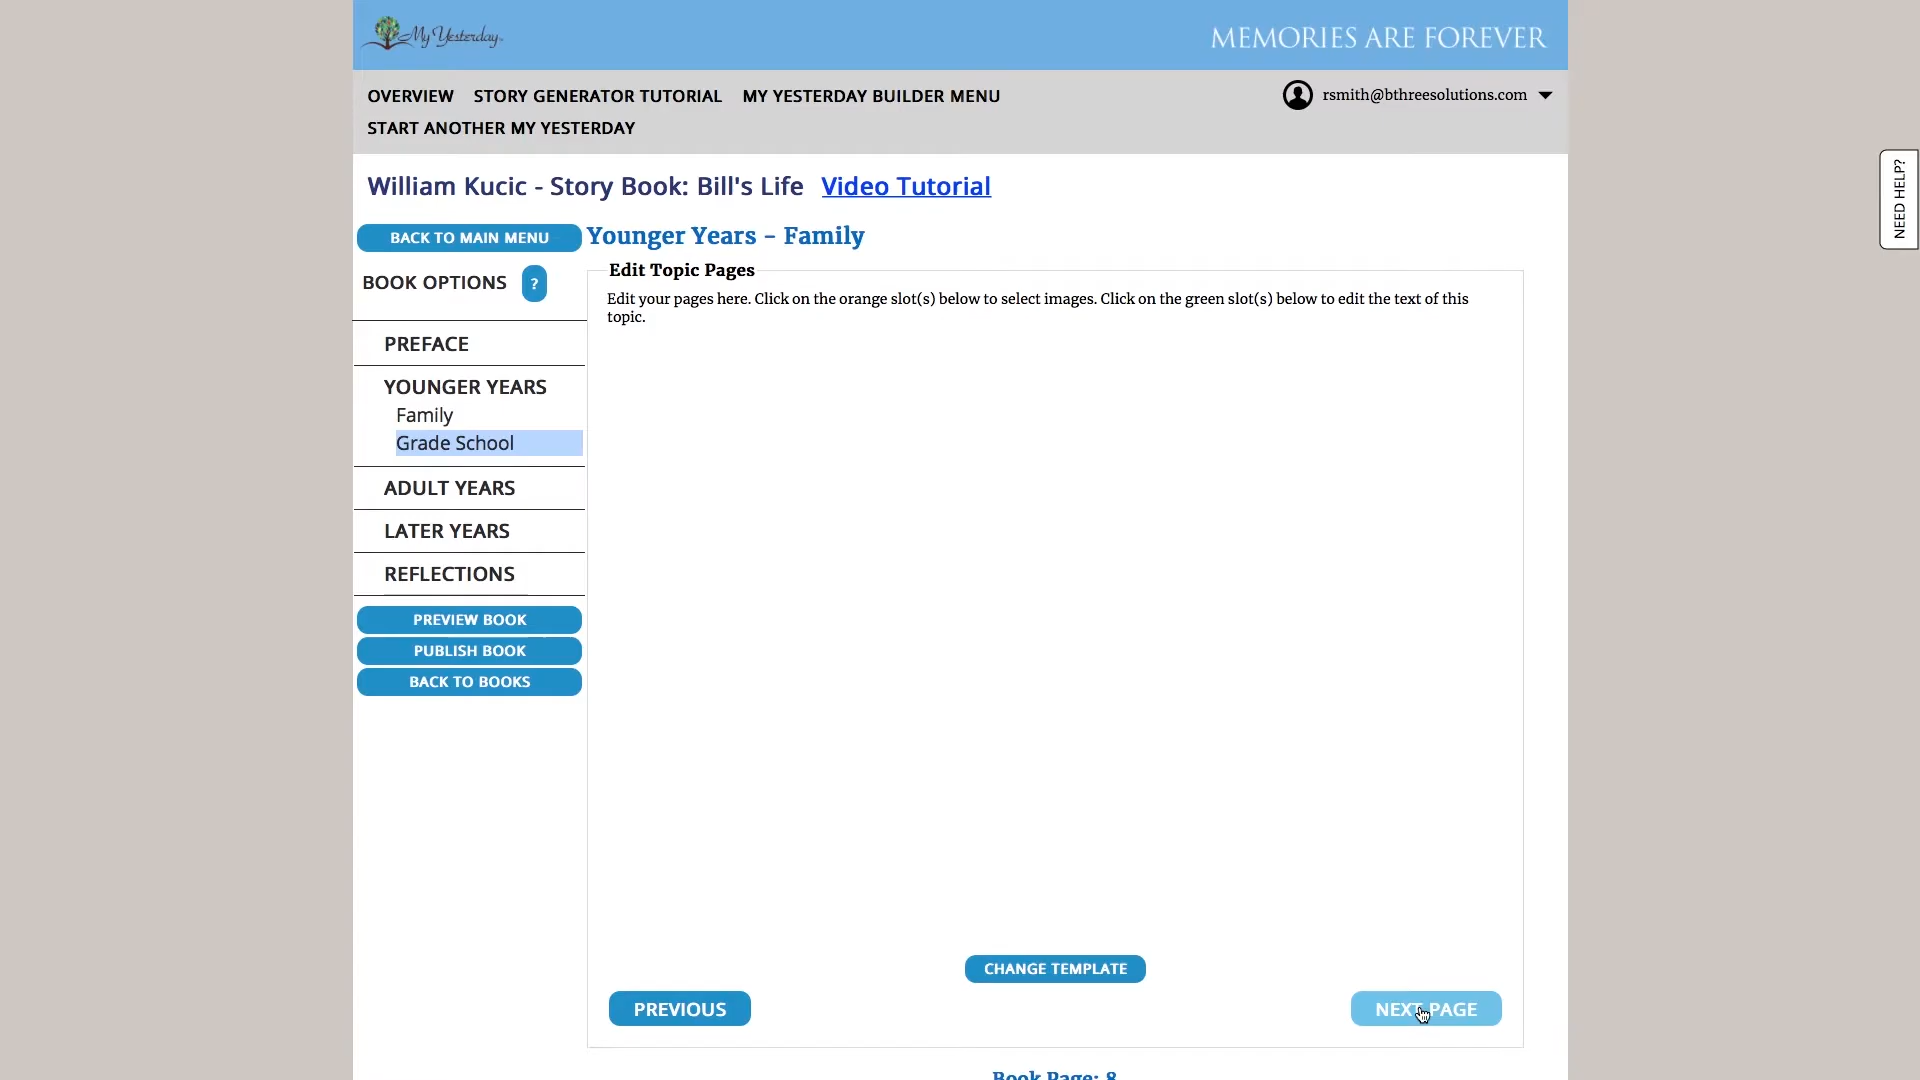 My Yesterday
MEMORIES ARE FOREVER
OVERVIEW STORY GENERATOR TUTORIAL MY YESTERDAY BUILDER MENU
rsmith@bthreesolutions.com
START ANOTHER MY YESTERDAY
NEED HELP?
William Kucic - Story Book: Bill's Life Video Tutorial
BACK TO MAIN MENU
Younger Years – Family
BOOK OPTIONS ?
Edit Topic Pages
Edit your pages here. Click on the orange slot(s) below to select images. Click on the green slot(s) below to edit the text of this
topic.
PREFACE
YOUNGER YEARS
Family
Grade School
ADULT YEARS
LATER YEARS
REFLECTIONS
PREVIEW BOOK
PUBLISH BOOK
BACK TO BOOKS
CHANGE TEMPLATE
PREVIOUS
NEXT PAGE
Book Page: 8